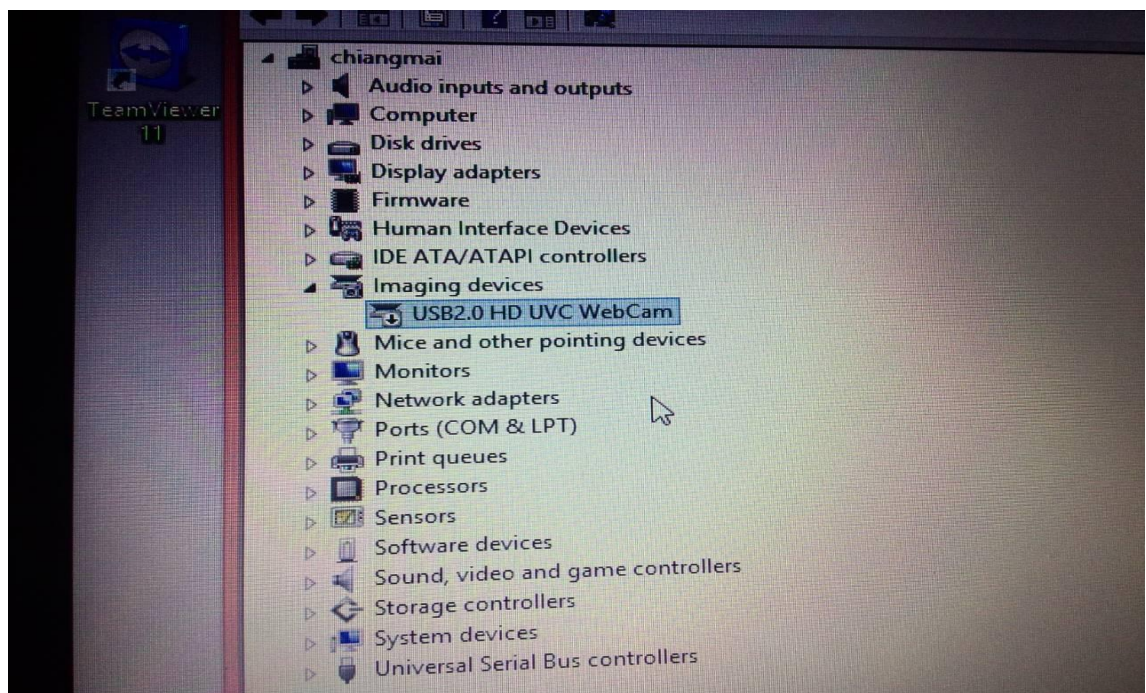 TeamViewer
11
chiangmai
Audio inputs and outputs
Computer
Disk drives
Display adapters
Firmware
Human Interface Devices
IDE ATA/ATAPI controllers
Imaging devices
USB2.0 HD UVC WebCam
Mice and other pointing devices
Monitors
Network adapters
Ports (COM & LPT)
Print queues
Processors
Sensors
Software devices
Sound, video and game controllers
Storage controllers
System devices
Universal Serial Bus controllers